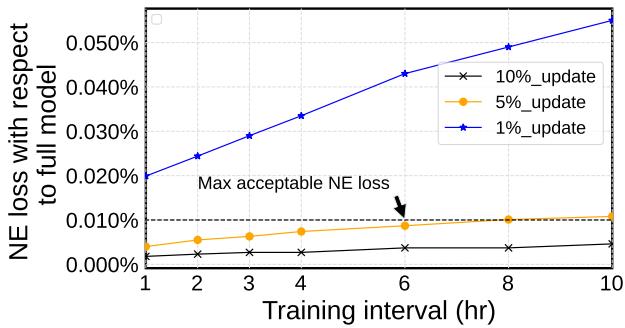 NE loss with respect
to full model
0.050%
0.040%
0.030%
0.020%
0.010%
0.000%
10%_update
5%_update
1%_update
Max acceptable NE loss
1 2 3 4 6 8 10
Training interval (hr)